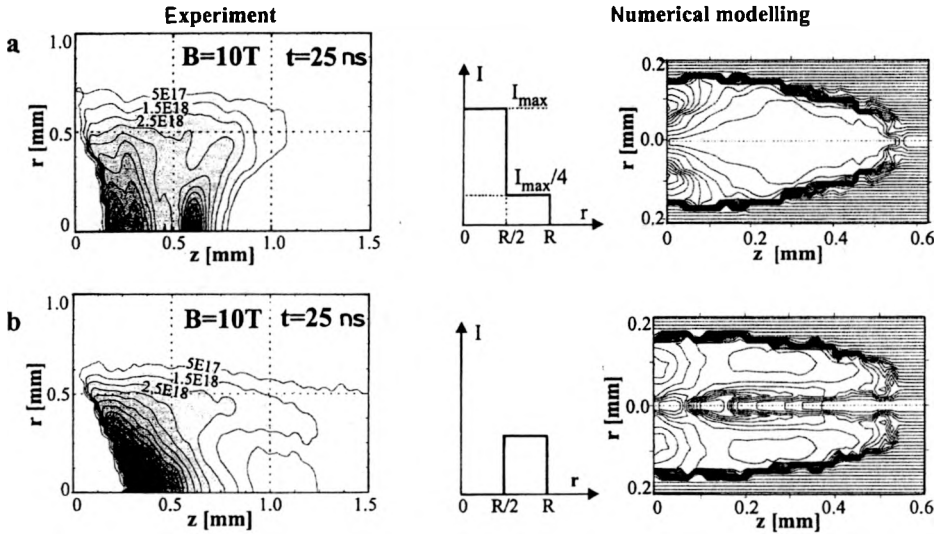 Experiment
Numerical modelling
a
1.0
0.5
0
r [mm]
B=10T t=25 ns
5E17
1.5E18
2.5E18
0
0.5
1.0
1.5
z [mm]
I
I max
I max/4
r
0
R/2
R
0.2
0.0
0.2
r [mm]
0
0.2
0.4
0.6
z [mm]
b
1.0
0.5
0
r [mm]
B=10T t=25 ns
5E17
1.5E18
2.5E18
0
0.5
1.0
1.5
z [mm]
I
r
R/2
R
0.2
0.0
0.2
r [mm]
0
0.2
0.4
0.6
z [mm]